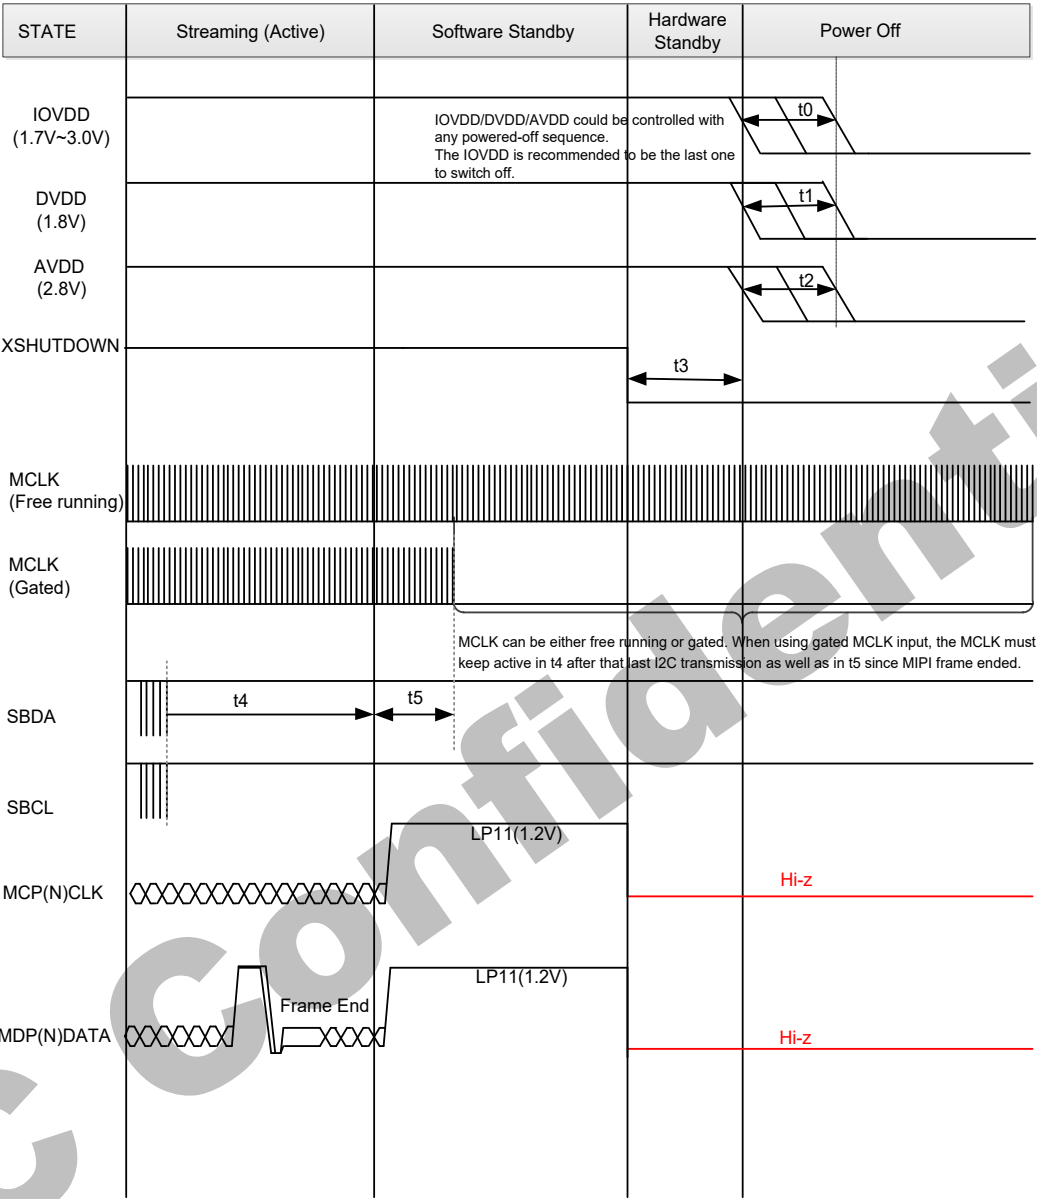 STATE
Streaming (Active)
Software Standby
Hardware
Standby
Power Off
IOVDD
(1.7V~3.0V)
IOVDD/DVDD/AVDD could be controlled with
any powered-off sequence.
The IOVDD is recommended to be the last one
to switch off.
t0
DVDD
(1.8V)
t1
AVDD
(2.8V)
t2
XSHUTDOWN
t3
MCLK
(Free running)
MCLK
(Gated)
MCLK can be either free running or gated. When using gated MCLK input, the MCLK must
keep active in t4 after that last I2C transmission as well as in t5 since MIPI frame ended.
SBDA
t4
t5
SBCL
LP11(1.2V)
MCP(N)CLK
Hi-z
LP11(1.2V)
Frame End
MDP(N)DATA
Hi-z
C Confidenti